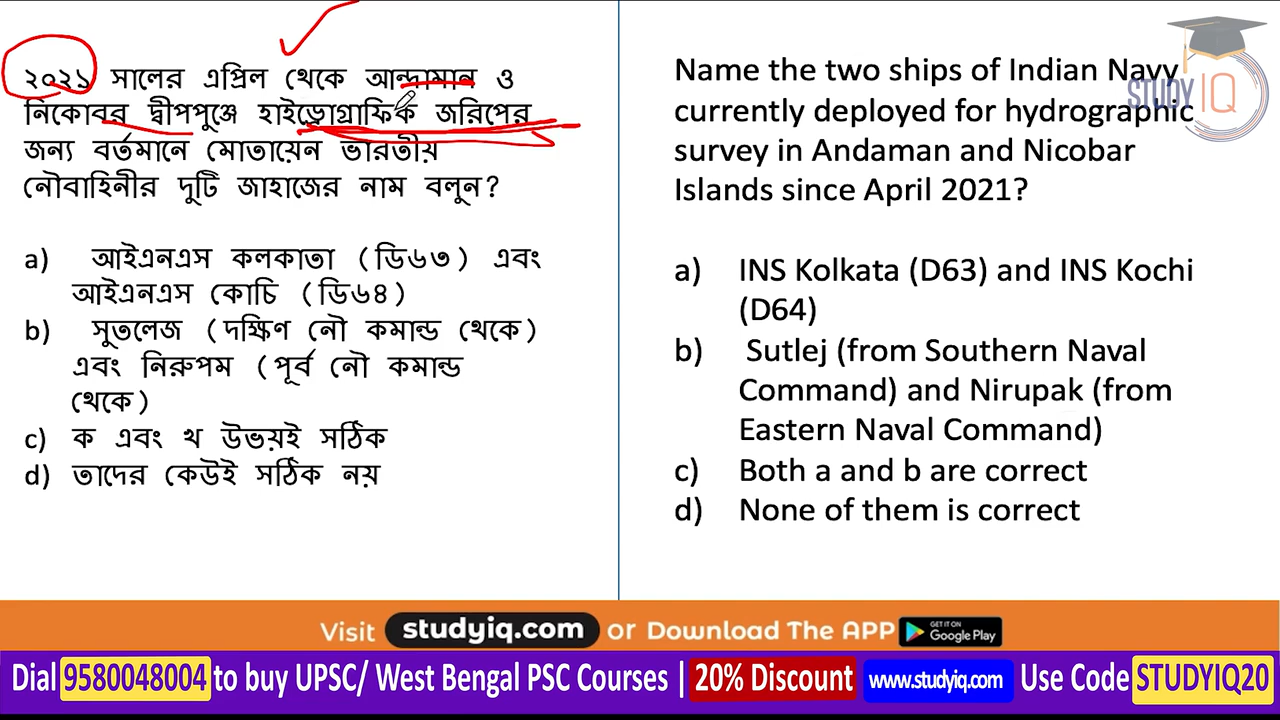 ২০২১ সালের এপ্রিল থেকে আন্দামান ও
নিকোবর দ্বীপপুঞ্জে হাইড্রোগ্রাফিক জরিপের
জন্য বর্তমানে মোতায়েন ভারতীয়
নৌবাহিনীর দুটি জাহাজের নাম বলুন?
a) আইএনএস কলকাতা (ডি৬৩) এবং
আইএনএস কোচি (ডি৬৪)
b) সুতলেজ (দক্ষিণ নৌ কমান্ড থেকে)
এবং নিরুপম (পূর্ব নৌ কমান্ড
থেকে)
c) ক এবং খ উভয়ই সঠিক
d) তাদের কেউই সঠিক নয়
STUDY IQ
Name the two ships of Indian Navy
currently deployed for hydrographic
survey in Andaman and Nicobar
Islands since April 2021?
a) INS Kolkata (D63) and INS Kochi
(D64)
b) Sutlej (from Southern Naval
Command) and Nirupak (from
Eastern Naval Command)
c) Both a and b are correct
d) None of them is correct
Visit studyiq.com or Download The APP GET IT ON Google Play
Dial 9580048004 to buy UPSC/ West Bengal PSC Courses | 20% Discount www.studyiq.com Use Code STUDYIQ20